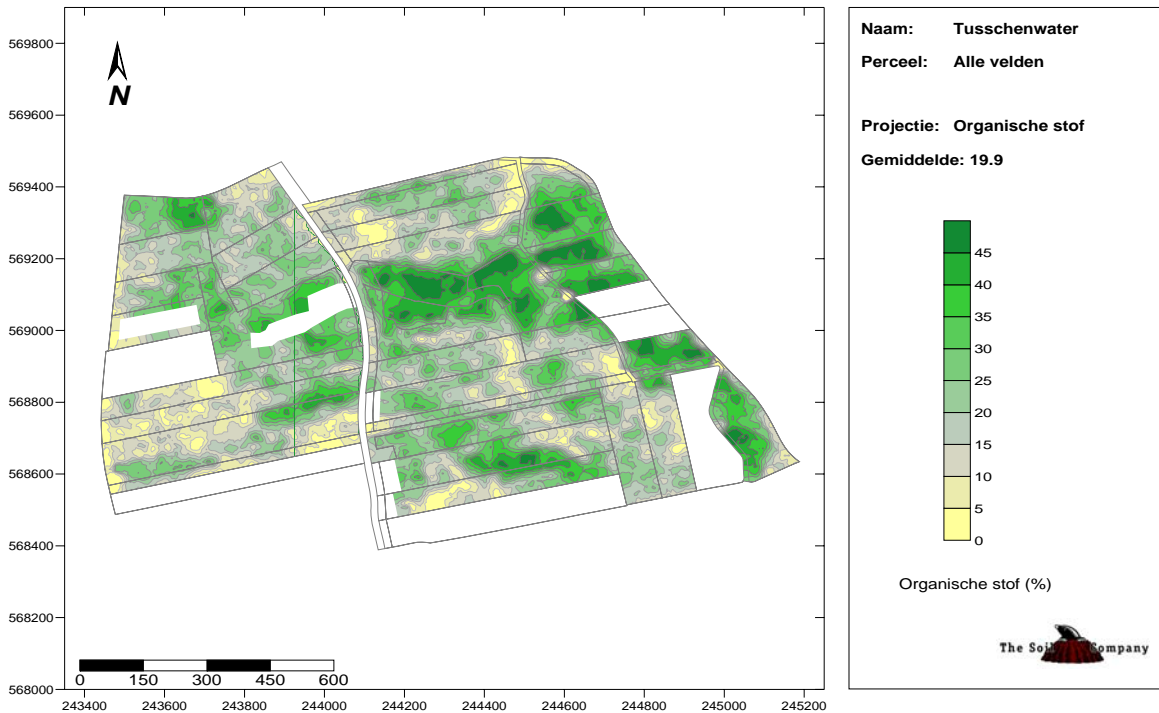 569800
569600
569400
569200
569000
568800
568600
568400
568200
568000
N
0 150 300 450 600
243400 243600 243800 244000 244200 244400 244600 244800 245000 245200
Naam: Tusschenwater
Perceel: Alle velden
Projectie: Organische stof
Gemiddelde: 19.9
45
40
35
30
25
20
15
10
5
0
Organische stof (%)
The Soil Company